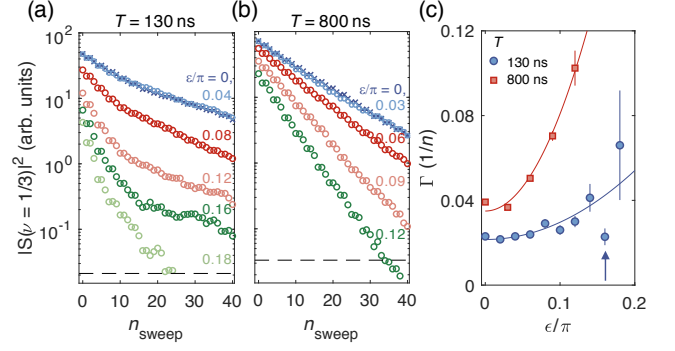 (a)
T = 130 ns
|S(ν = 1/3)|² (arb. units)
10²
10¹
10⁰
10⁻¹
ε/π = 0,
0.04
0.08
0.12
0.16
0.18
0
10
20
30
40
n_sweep
(b)
T = 800 ns
ε/π = 0,
0.03
0.06
0.09
0.12
0
10
20
30
40
n_sweep
(c)
Γ (1/n)
0.12
0.08
0.04
0
T
130 ns
800 ns
0
0.1
0.2
ϵ/π